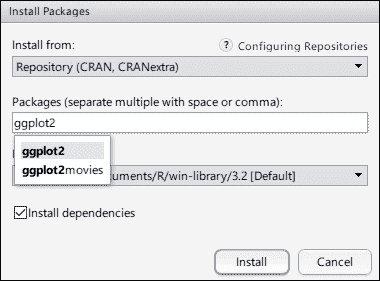 Install Packages
Install from:
? Configuring Repositories
Repository (CRAN, CRANextra)
Packages (separate multiple with space or comma):
ggplot2
ggplot2
ggplot2movies
uments/R/win-library/3.2 [Default]
Install dependencies
Install
Cancel